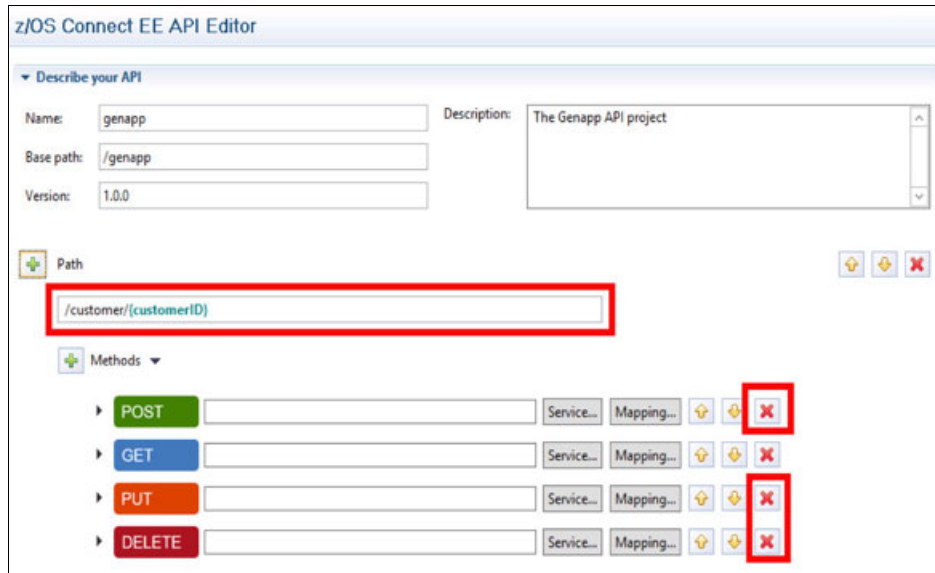 z/OS Connect EE API Editor
Describe your API
Name: genapp Description: The Genapp API project
Base path: /genapp
Version: 1.0.0
Path
/customer/{customerID}
Methods
POST Service... Mapping...
GET Service... Mapping...
PUT Service... Mapping...
DELETE Service... Mapping...